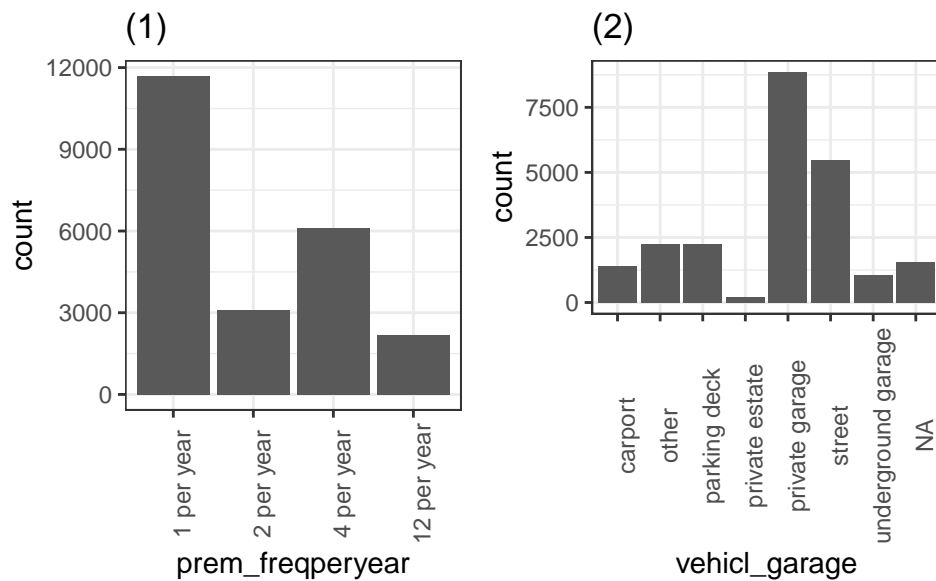 (1)
12000
9000
6000
3000
0
count
1 per year
2 per year
4 per year
12 per year
prem_freqperyear
(2)
7500
5000
2500
0
count
carport
other
parking deck
private estate
private garage
street
underground garage
NA
vehicl_garage